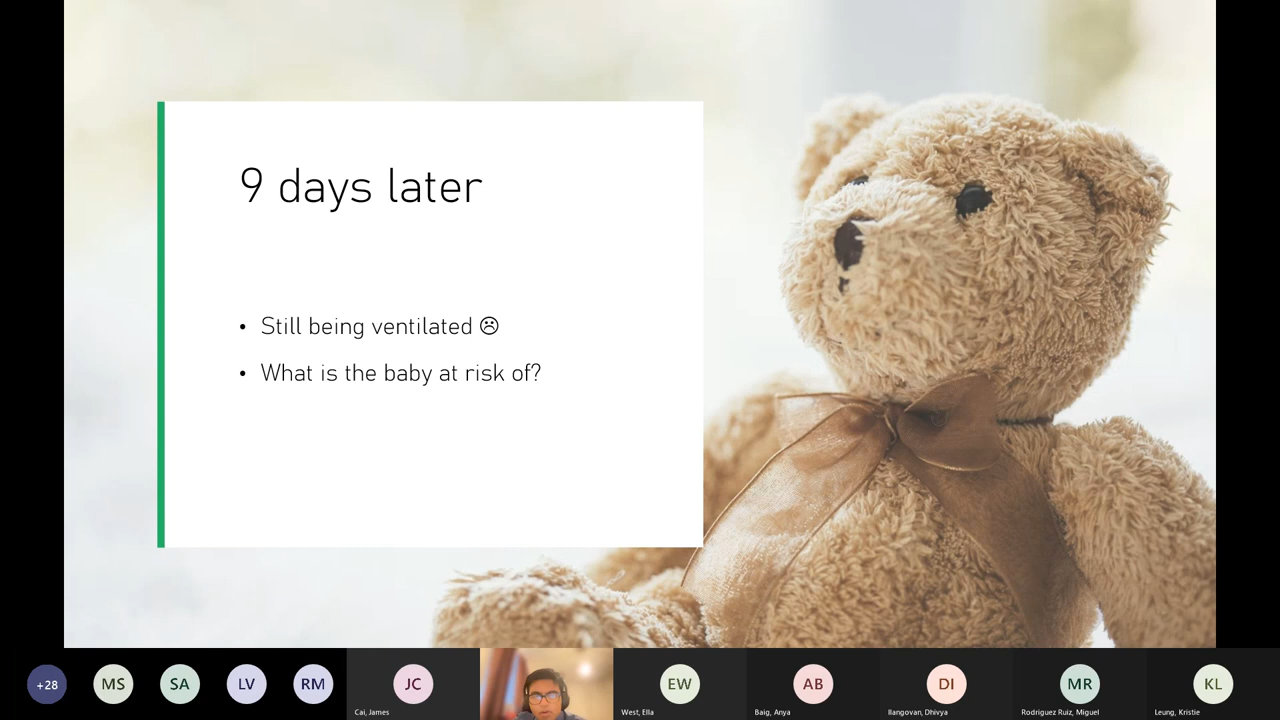 9 days later
• Still being ventilated ☹
• What is the baby at risk of?
+28
MS
SA
LV
RM
JC
EW
AB
DI
MR
KL
Cai, James
West, Ella
Baig, Anya
Ilangovan, Dhivya
Rodriguez Ruiz, Miguel
Leung, Kristie